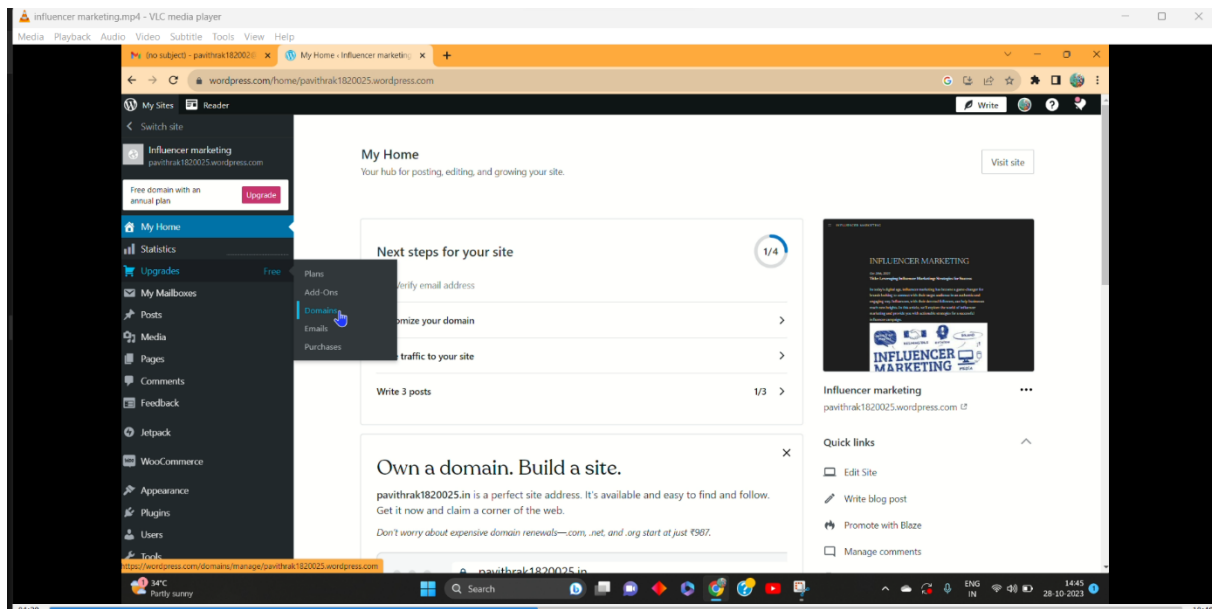 influencer marketing.mp4 - VLC media player
Media Playback Audio Video Subtitle Tools View Help
(no subject) - pavithrak182002
My Home ‹ Influencer marketing
wordpress.com/home/pavithrak1820025.wordpress.com
My Sites Reader Write
Switch site
Influencer marketing
pavithrak1820025.wordpress.com
Free domain with an
annual plan
Upgrade
My Home
Statistics
Upgrades Free
My Mailboxes
Posts
Media
Pages
Comments
Feedback
Jetpack
WooCommerce
Appearance
Plugins
Users
Tools
https://wordpress.com/domains/manage/pavithrak1820025.wordpress.com
Plans
Add-Ons
Domains
Emails
Purchases
My Home
Your hub for posting, editing, and growing your site.
Visit site
Next steps for your site
1/4
Verify email address
omize your domain
traffic to your site
Write 3 posts 1/3
Own a domain. Build a site.
pavithrak1820025.in is a perfect site address. It's available and easy to find and follow.
Get it now and claim a corner of the web.
Don't worry about expensive domain renewals—.com, .net, and .org start at just ₹987.
pavithrak1820025.in
INFLUENCER MARKETING
INFLUENCER
MARKETING
Influencer marketing
pavithrak1820025.wordpress.com
Quick links
Edit Site
Write blog post
Promote with Blaze
Manage comments
34°C
Partly sunny
Search
ENG
IN
14:45
28-10-2023